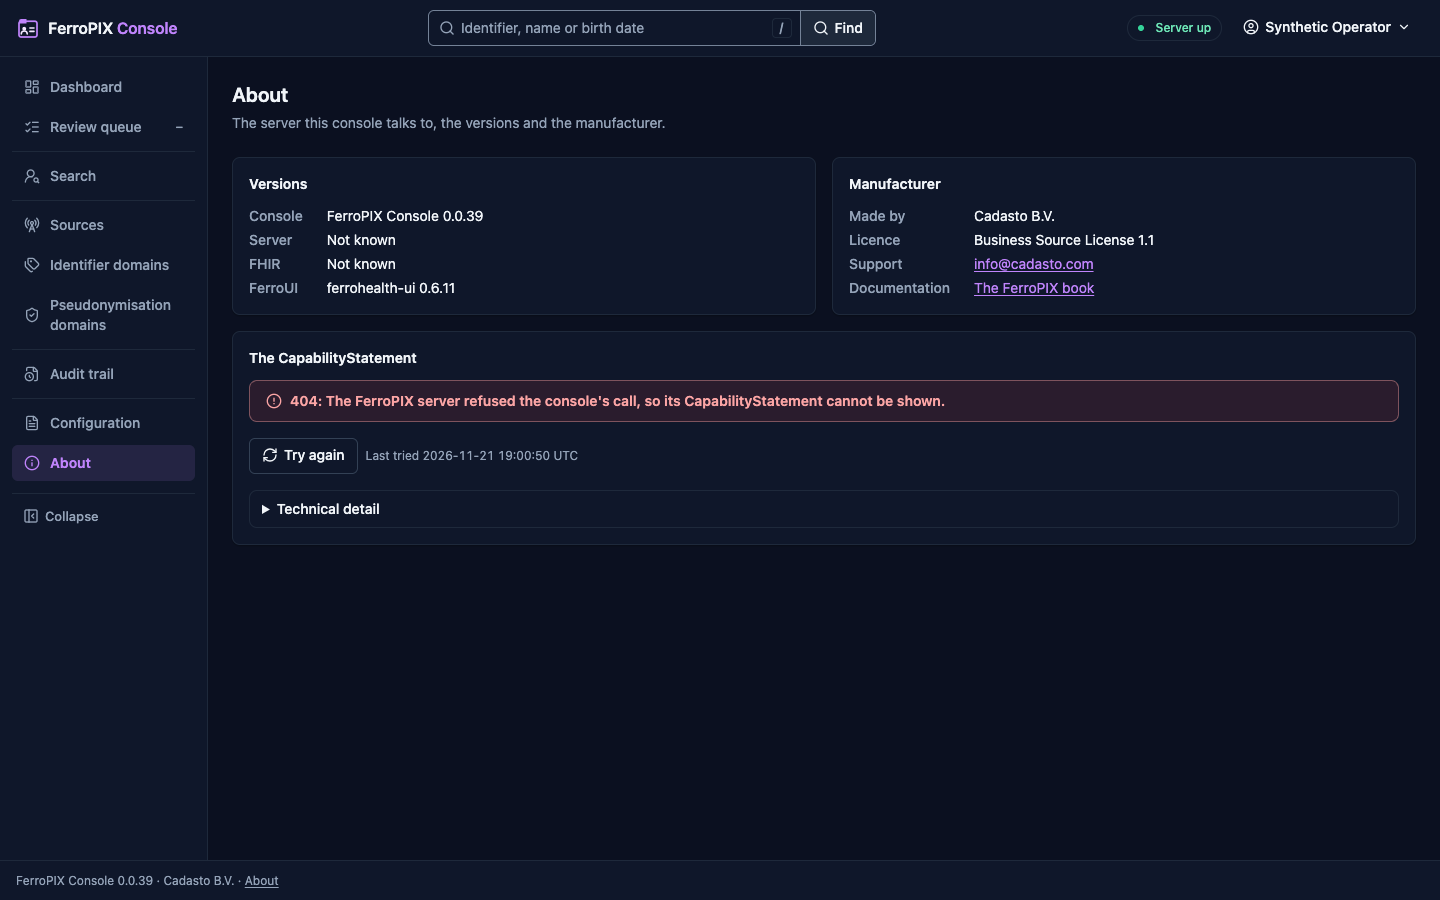 FerroPIX Console
Identifier, name or birth date
/
Find
Server up
Synthetic Operator
Dashboard
Review queue –
Search
Sources
Identifier domains
Pseudonymisation
domains
Audit trail
Configuration
About
Collapse
About
The server this console talks to, the versions and the manufacturer.
Versions
Console FerroPIX Console 0.0.39
Server Not known
FHIR Not known
FerroUI ferrohealth-ui 0.6.11
Manufacturer
Made by Cadasto B.V.
Licence Business Source License 1.1
Support info@cadasto.com
Documentation The FerroPIX book
The CapabilityStatement
404: The FerroPIX server refused the console's call, so its CapabilityStatement cannot be shown.
Try again Last tried 2026-11-21 19:00:50 UTC
Technical detail
FerroPIX Console 0.0.39 · Cadasto B.V. · About